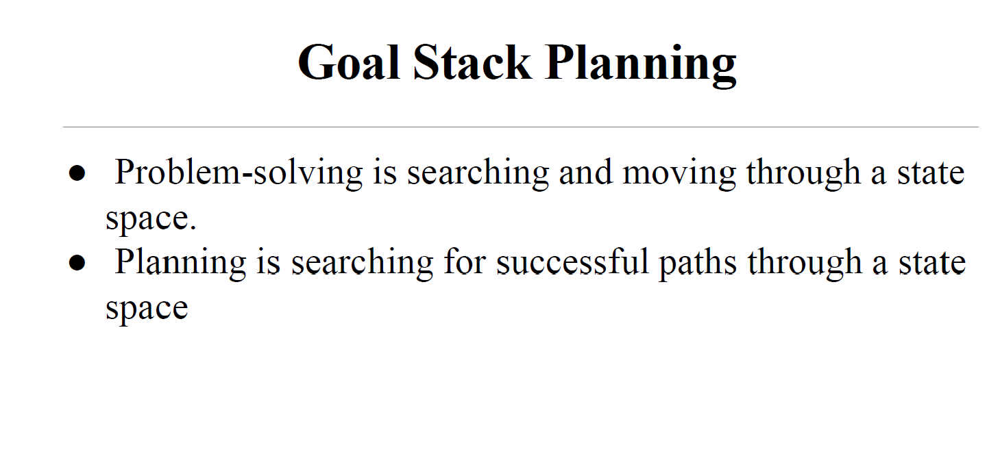 Goal Stack Planning
● Problem-solving is searching and moving through a state
space.
● Planning is searching for successful paths through a state
space